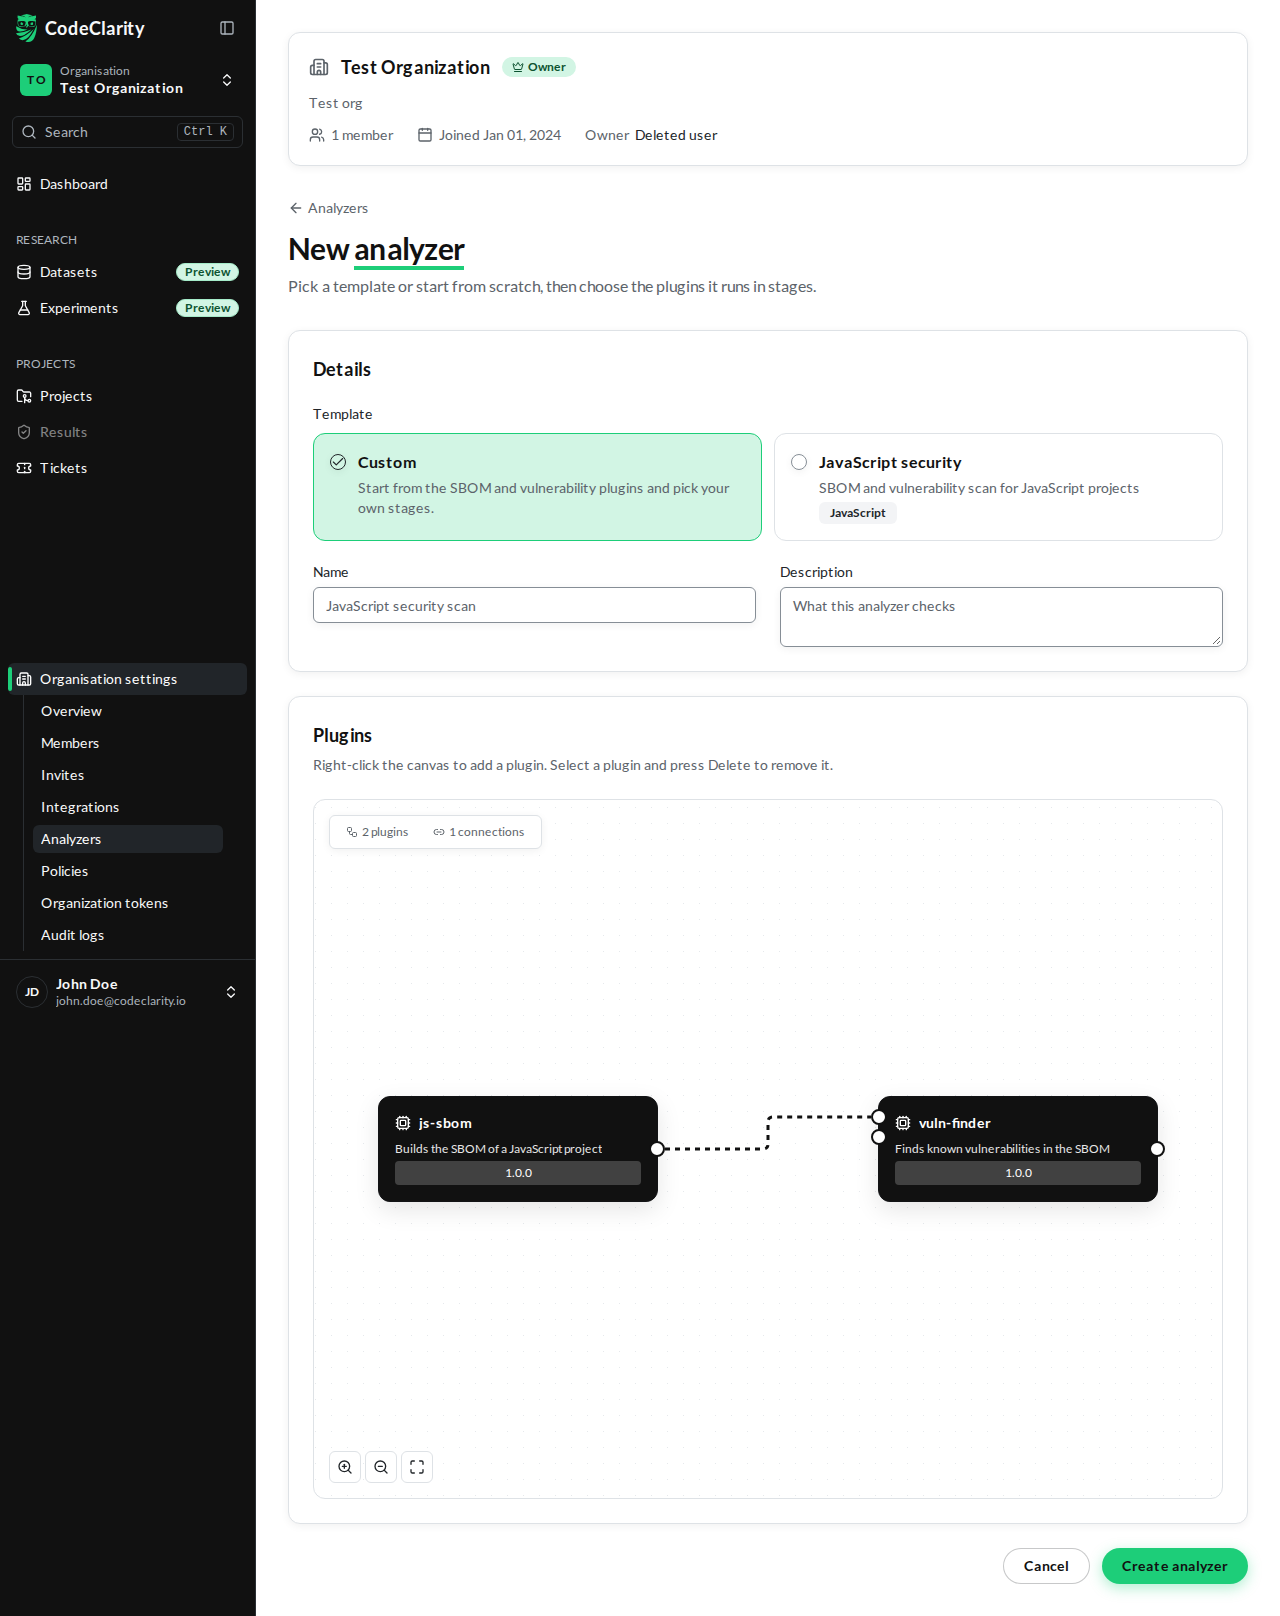 CodeClarity
TO
Organisation
Test Organization
Search
Ctrl K
Dashboard
RESEARCH
Datasets
Preview
Experiments
Preview
PROJECTS
Projects
Results
Tickets
Organisation settings
Overview
Members
Invites
Integrations
Analyzers
Policies
Organization tokens
Audit logs
JD
John Doe
john.doe@codeclarity.io
Test Organization
Owner
Test org
1 member
Joined Jan 01, 2024
Owner Deleted user
Analyzers
New analyzer
Pick a template or start from scratch, then choose the plugins it runs in stages.
Details
Template
Custom
Start from the SBOM and vulnerability plugins and pick your
own stages.
JavaScript security
SBOM and vulnerability scan for JavaScript projects
JavaScript
Name
JavaScript security scan
Description
What this analyzer checks
Plugins
Right-click the canvas to add a plugin. Select a plugin and press Delete to remove it.
2 plugins
1 connections
js-sbom
Builds the SBOM of a JavaScript project
1.0.0
vuln-finder
Finds known vulnerabilities in the SBOM
1.0.0
Cancel
Create analyzer